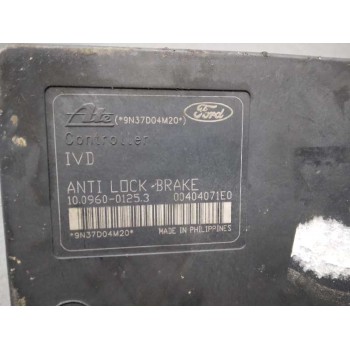 Ate (*9N37D04M20*) Ford
Controller
IVD
ANTI LOCK-BRAKE
10.0960-0125.3 00404071E0
*9N37D04M20* MADE IN PHILIPPINES